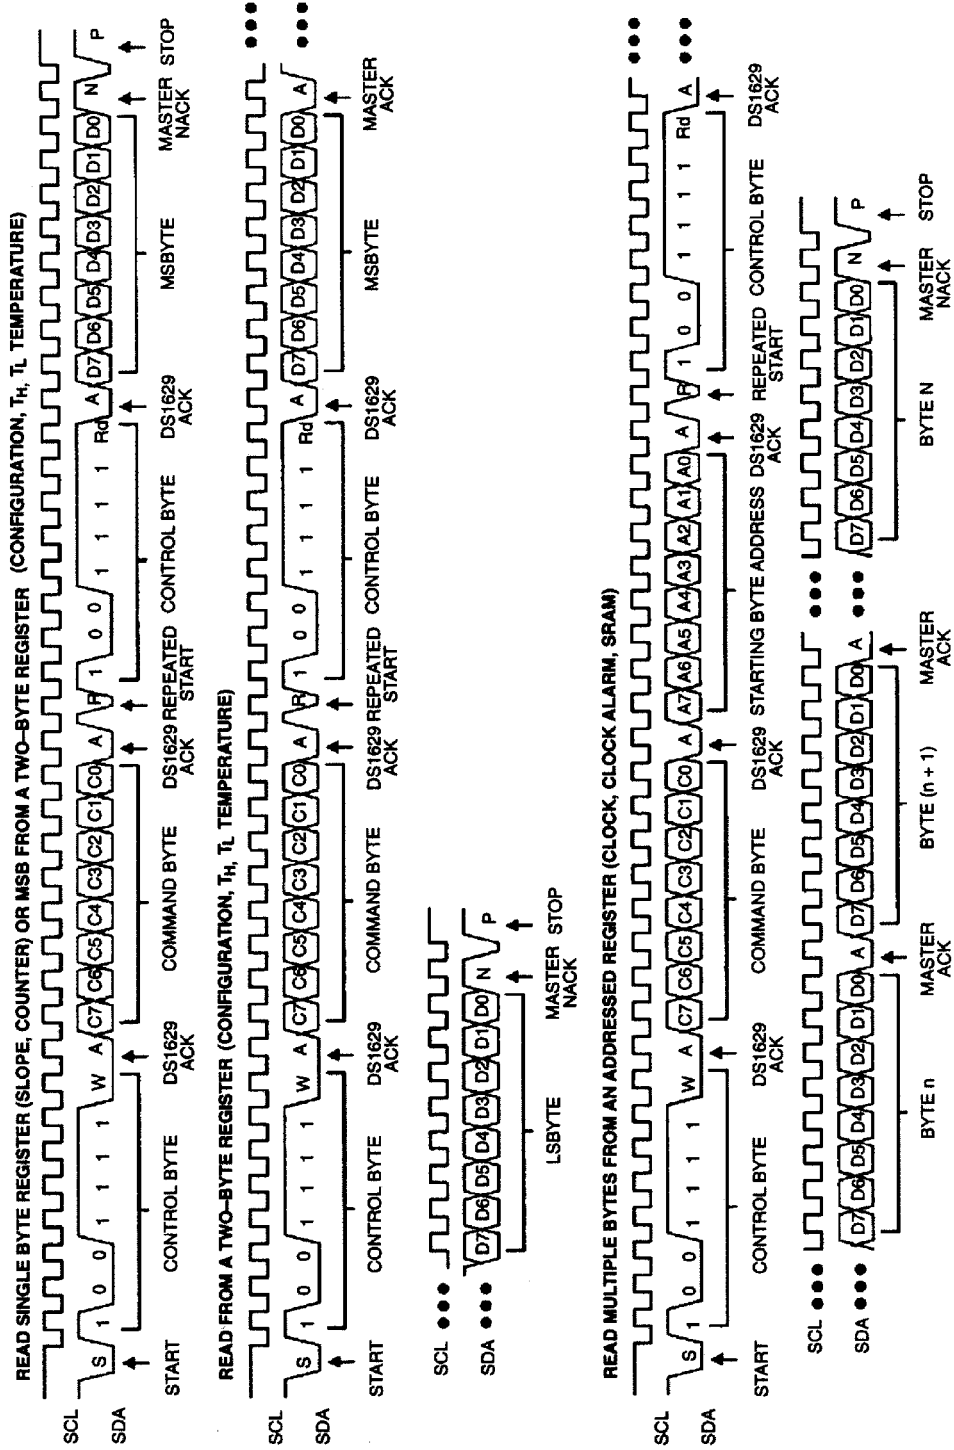 READ SINGLE BYTE REGISTER (SLOPE, COUNTER) OR MSB FROM A TWO–BYTE REGISTER (CONFIGURATION, TH, TL TEMPERATURE)
SCL
SDA
S 1 0 0 1 1 1 1 W A C7 C6 C5 C4 C3 C2 C1 C0 A R 1 0 0 1 1 1 1 Rd A D7 D6 D5 D4 D3 D2 D1 D0 N P
START CONTROL BYTE DS1629 ACK COMMAND BYTE DS1629 ACK REPEATED START CONTROL BYTE DS1629 ACK MSBYTE MASTER NACK STOP
READ FROM A TWO–BYTE REGISTER (CONFIGURATION, TH, TL TEMPERATURE)
SCL
SDA
S 1 0 0 1 1 1 1 W A C7 C6 C5 C4 C3 C2 C1 C0 A R 1 0 0 1 1 1 1 Rd A D7 D6 D5 D4 D3 D2 D1 D0 A
START CONTROL BYTE DS1629 ACK COMMAND BYTE DS1629 ACK REPEATED START CONTROL BYTE DS1629 ACK MSBYTE MASTER ACK
SCL
SDA
D7 D6 D5 D4 D3 D2 D1 D0 N P
LSBYTE MASTER NACK STOP
READ MULTIPLE BYTES FROM AN ADDRESSED REGISTER (CLOCK, CLOCK ALARM, SRAM)
SCL
SDA
S 1 0 0 1 1 1 1 W A C7 C6 C5 C4 C3 C2 C1 C0 A A7 A6 A5 A4 A3 A2 A1 A0 A R 1 0 0 1 1 1 1 Rd A
START CONTROL BYTE DS1629 ACK COMMAND BYTE DS1629 ACK STARTING BYTE ADDRESS DS1629 ACK REPEATED START CONTROL BYTE DS1629 ACK
SCL
SDA
D7 D6 D5 D4 D3 D2 D1 D0 A D7 D6 D5 D4 D3 D2 D1 D0 A D7 D6 D5 D4 D3 D2 D1 D0 N P
BYTE n MASTER ACK BYTE (n + 1) MASTER ACK BYTE N MASTER NACK STOP